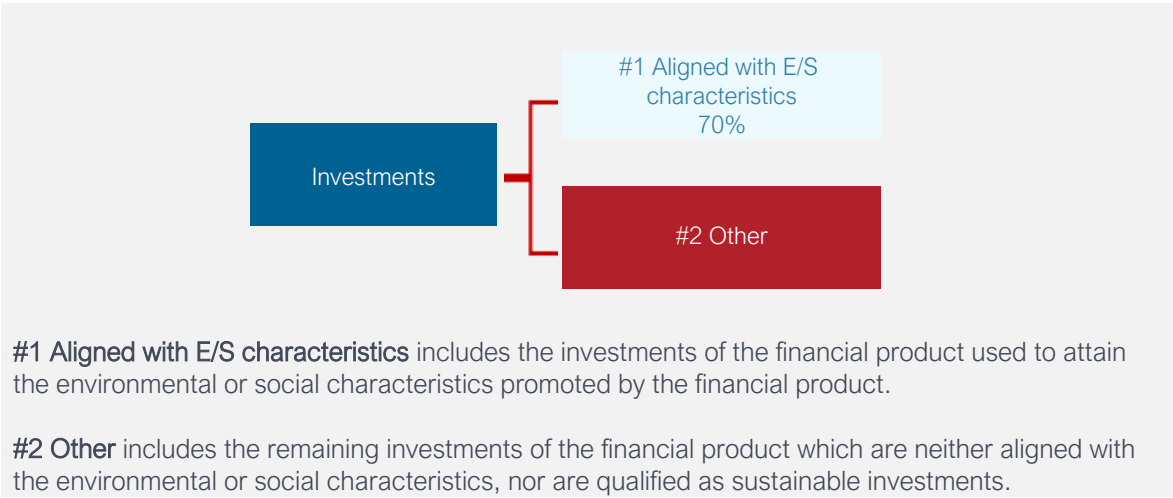 #1 Aligned with E/S
characteristics
70%
Investments
#2 Other
#1 Aligned with E/S characteristics includes the investments of the financial product used to attain
the environmental or social characteristics promoted by the financial product.
#2 Other includes the remaining investments of the financial product which are neither aligned with
the environmental or social characteristics, nor are qualified as sustainable investments.